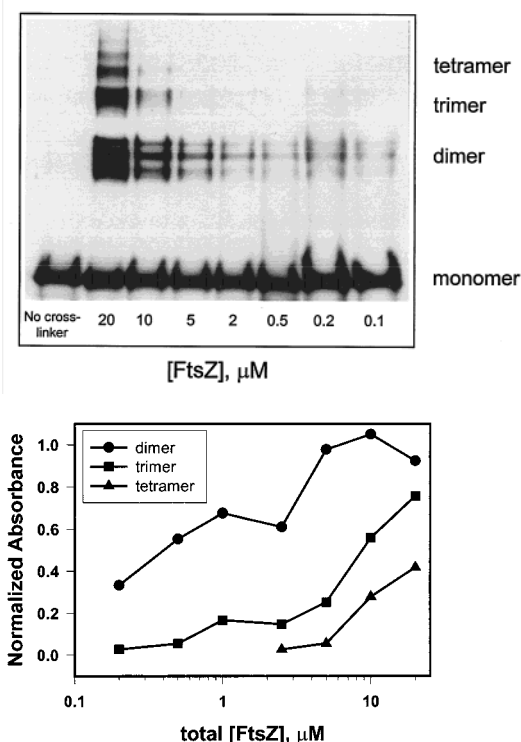 tetramer
trimer
dimer
monomer
No cross-
linker
20 10 5 2 0.5 0.2 0.1
[FtsZ], μM
dimer
trimer
tetramer
Normalized Absorbance
1.0
0.8
0.6
0.4
0.2
0.0
0.1 1 10
total [FtsZ], μM